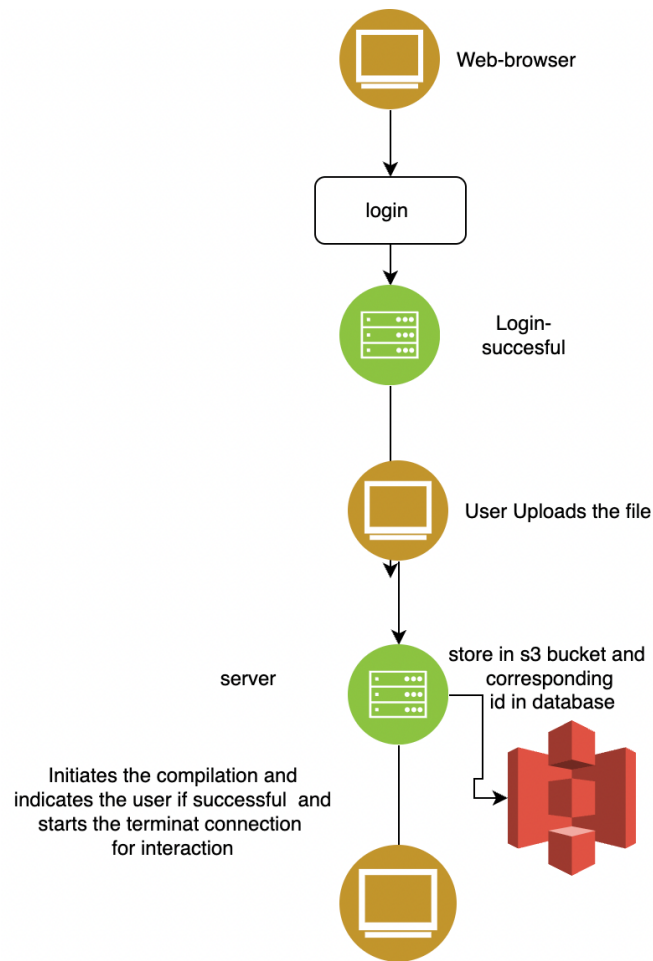 Web-browser
login
Login-
succesful
User Uploads the file
store in s3 bucket and
corresponding
id in database
server
Initiates the compilation and
indicates the user if successful and
starts the terminat connection
for interaction